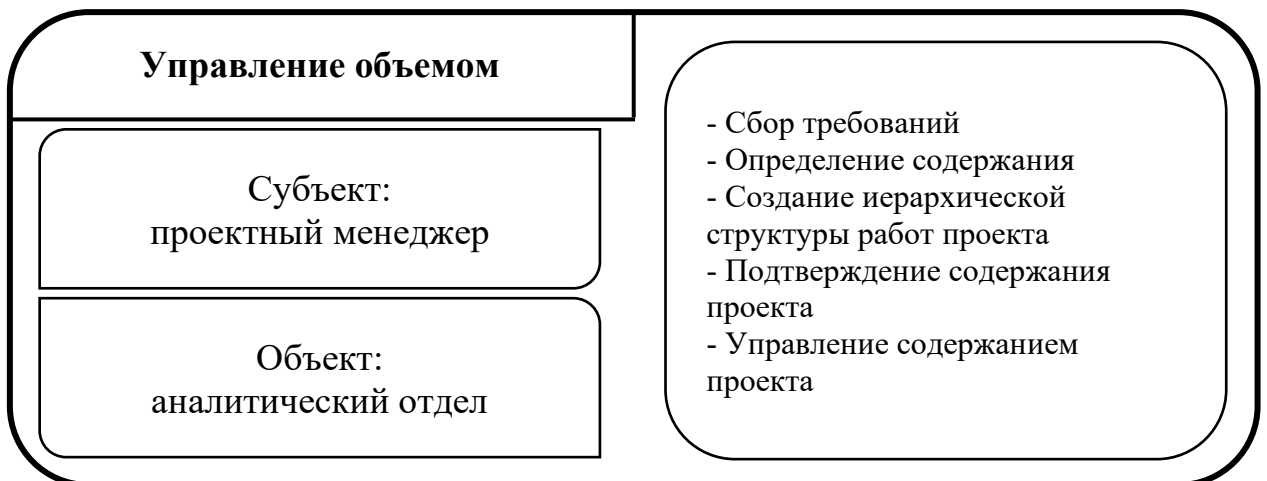 Управление объемом
Субъект:
проектный менеджер
Объект:
аналитический отдел
- Сбор требований
- Определение содержания
- Создание иерархической
структуры работ проекта
- Подтверждение содержания
проекта
- Управление содержанием
проекта